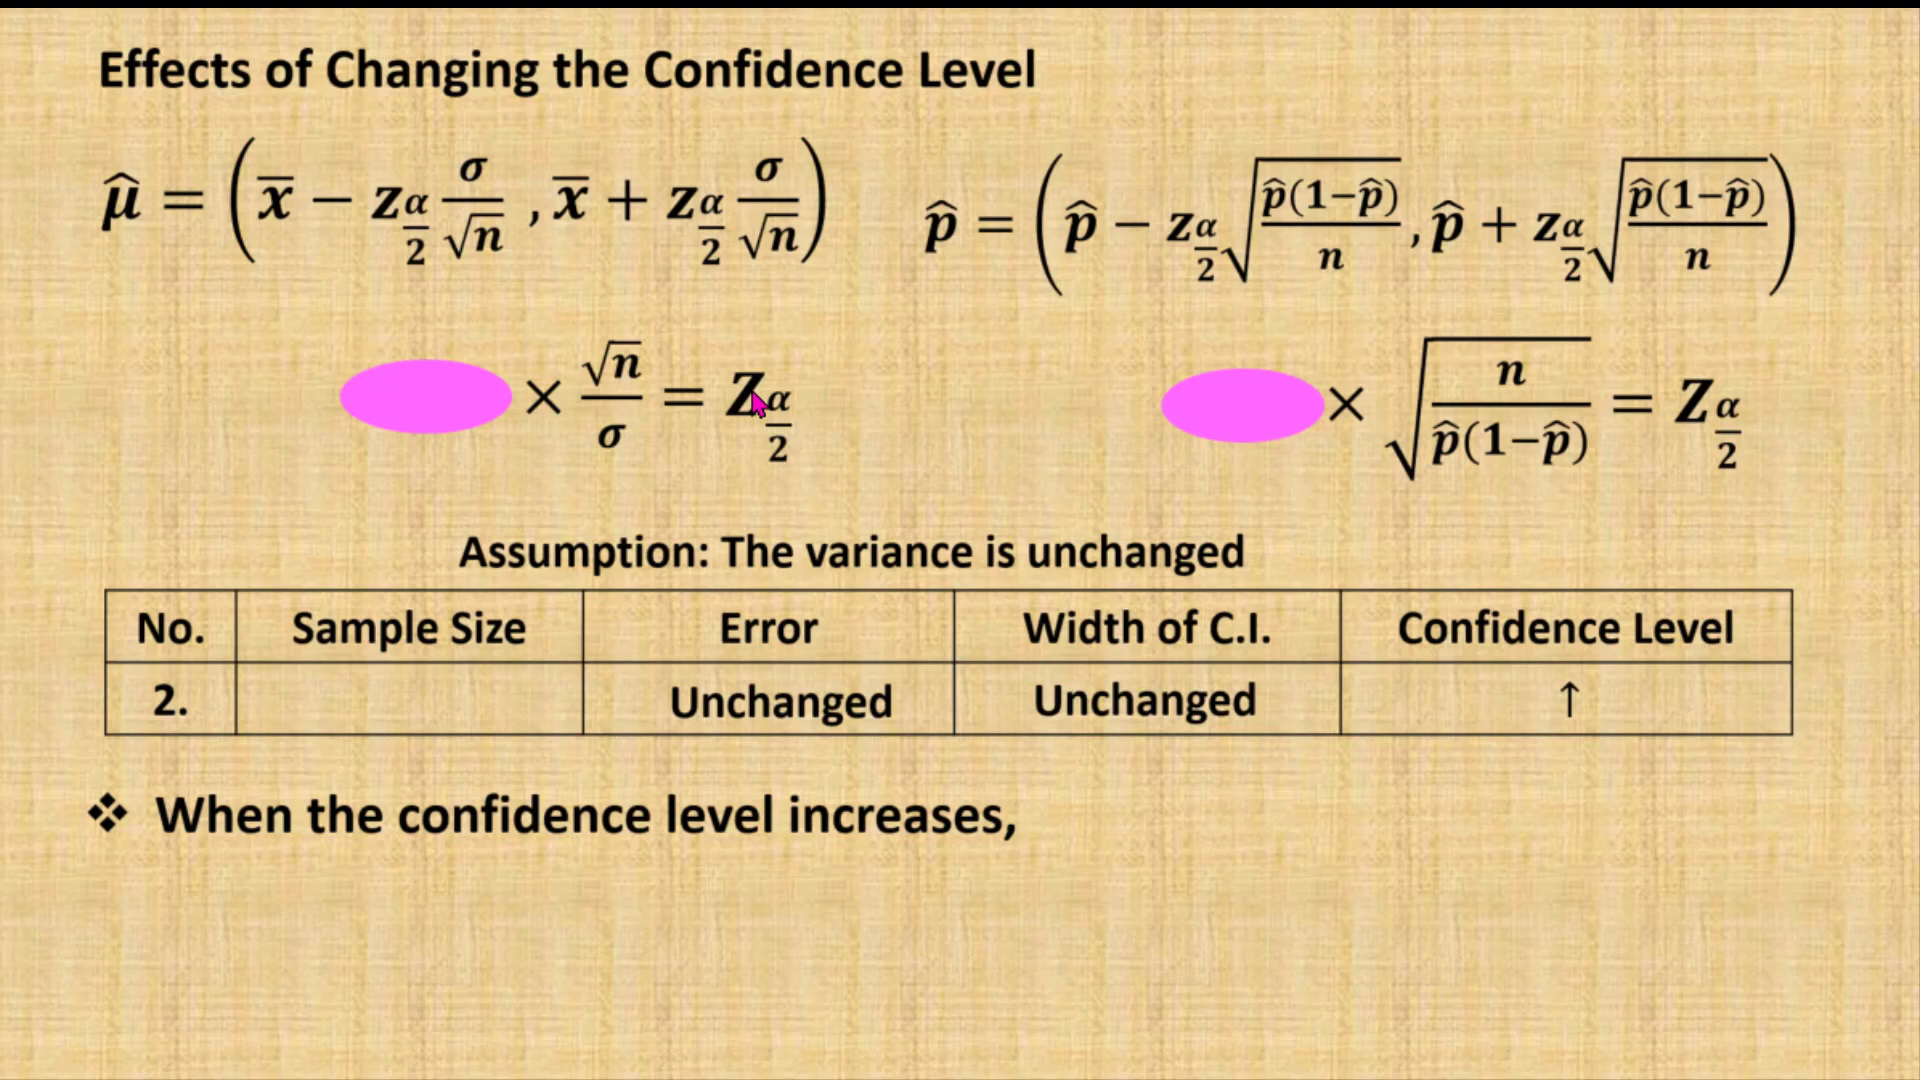 Effects of Changing the Confidence Level
μ̂ = (x̄ − z_{α/2} σ/√n , x̄ + z_{α/2} σ/√n)
p̂ = (p̂ − z_{α/2} √(p̂(1−p̂)/n) , p̂ + z_{α/2} √(p̂(1−p̂)/n))
× √n/σ = Z_{α/2}
× √(n/(p̂(1−p̂))) = Z_{α/2}
Assumption: The variance is unchanged
No. Sample Size Error Width of C.I. Confidence Level
2. Unchanged Unchanged ↑
❖ When the confidence level increases,